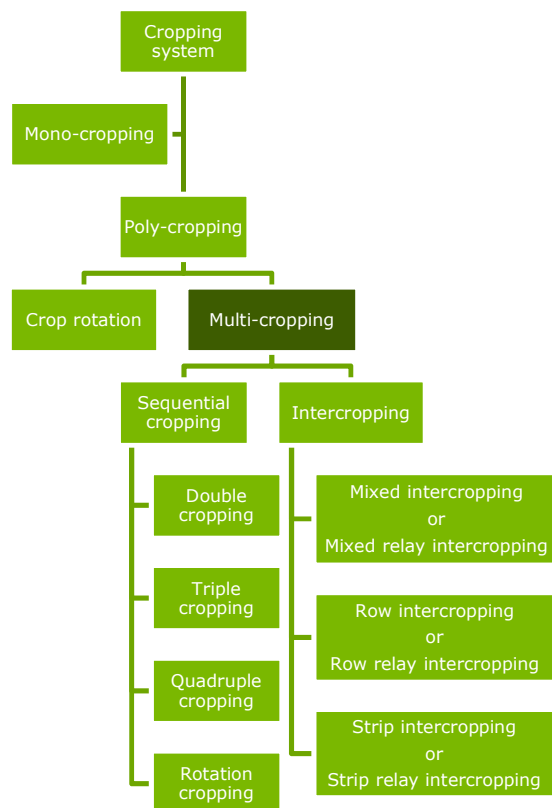 Cropping
system
Mono-cropping
Poly-cropping
Crop rotation
Multi-cropping
Sequential
cropping
Intercropping
Double
cropping
Triple
cropping
Quadruple
cropping
Rotation
cropping
Mixed intercropping
or
Mixed relay intercropping
Row intercropping
or
Row relay intercropping
Strip intercropping
or
Strip relay intercropping